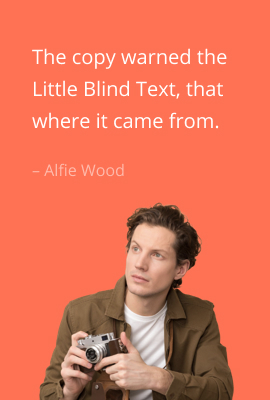 The copy warned the
Little Blind Text, that
where it came from.
– Alfie Wood